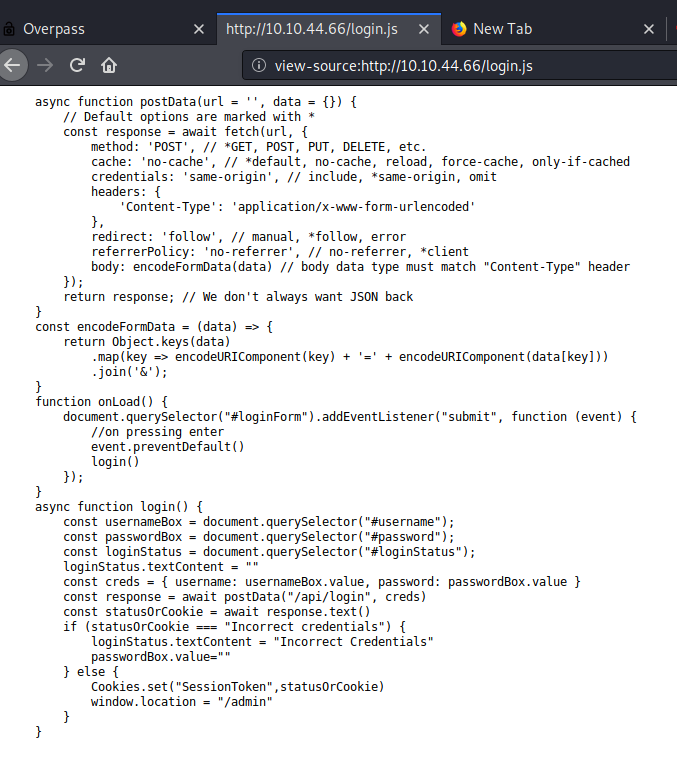 Overpass
http://10.10.44.66/login.js
New Tab
view-source:http://10.10.44.66/login.js
async function postData(url = '', data = {}) {
    // Default options are marked with *
    const response = await fetch(url, {
        method: 'POST', // *GET, POST, PUT, DELETE, etc.
        cache: 'no-cache', // *default, no-cache, reload, force-cache, only-if-cached
        credentials: 'same-origin', // include, *same-origin, omit
        headers: {
            'Content-Type': 'application/x-www-form-urlencoded'
        },
        redirect: 'follow', // manual, *follow, error
        referrerPolicy: 'no-referrer', // no-referrer, *client
        body: encodeFormData(data) // body data type must match "Content-Type" header
    });
    return response; // We don't always want JSON back
}
const encodeFormData = (data) => {
    return Object.keys(data)
        .map(key => encodeURIComponent(key) + '=' + encodeURIComponent(data[key]))
        .join('&');
}
function onLoad() {
    document.querySelector("#loginForm").addEventListener("submit", function (event) {
        //on pressing enter
        event.preventDefault()
        login()
    });
}
async function login() {
    const usernameBox = document.querySelector("#username");
    const passwordBox = document.querySelector("#password");
    const loginStatus = document.querySelector("#loginStatus");
    loginStatus.textContent = ""
    const creds = { username: usernameBox.value, password: passwordBox.value }
    const response = await postData("/api/login", creds)
    const statusOrCookie = await response.text()
    if (statusOrCookie === "Incorrect credentials") {
        loginStatus.textContent = "Incorrect Credentials"
        passwordBox.value=""
    } else {
        Cookies.set("SessionToken",statusOrCookie)
        window.location = "/admin"
    }
}